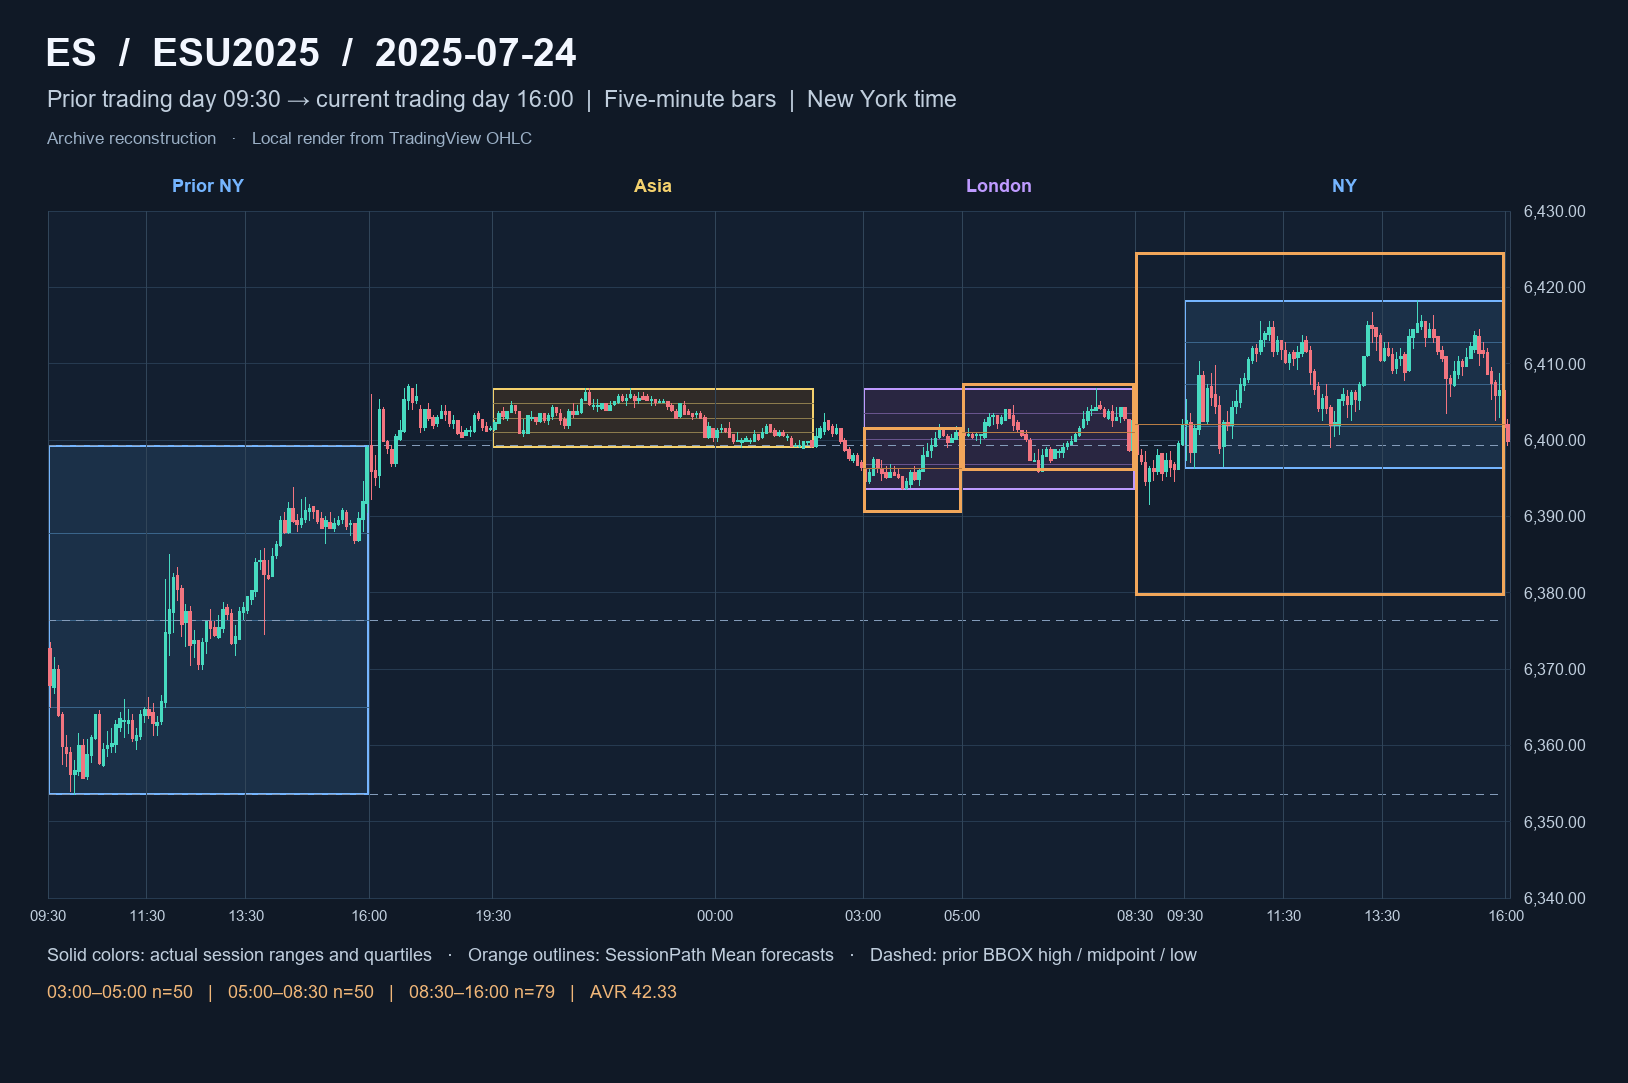 ES / ESU2025 / 2025-07-24
Prior trading day 09:30 → current trading day 16:00 | Five-minute bars | New York time
Archive reconstruction · Local render from TradingView OHLC
Prior NY Asia London NY
6,430.00
6,420.00
6,410.00
6,400.00
6,390.00
6,380.00
6,370.00
6,360.00
6,350.00
6,340.00
09:30 11:30 13:30 16:00 19:30 00:00 03:00 05:00 08:30 09:30 11:30 13:30 16:00
Solid colors: actual session ranges and quartiles · Orange outlines: SessionPath Mean forecasts · Dashed: prior BBOX high / midpoint / low
03:00–05:00 n=50 | 05:00–08:30 n=50 | 08:30–16:00 n=79 | AVR 42.33